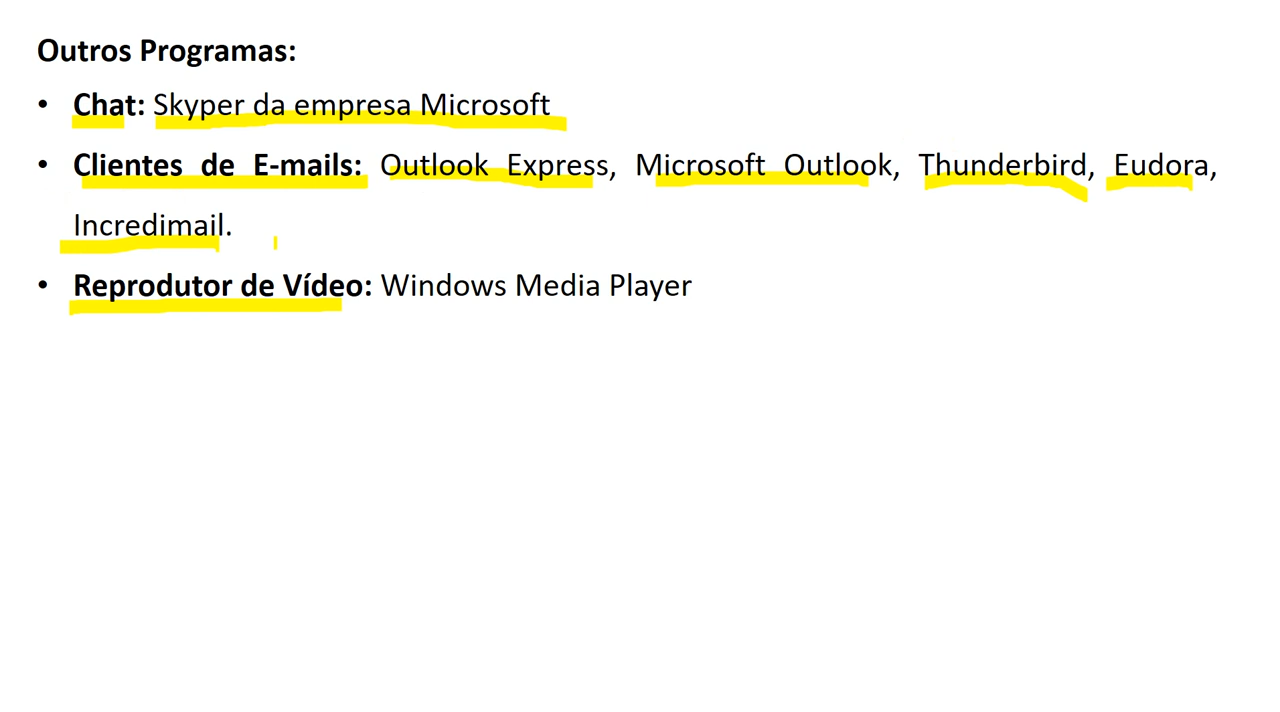 Outros Programas:
• Chat: Skyper da empresa Microsoft
• Clientes de E-mails: Outlook Express, Microsoft Outlook, Thunderbird, Eudora,
Incredimail.
• Reprodutor de Vídeo: Windows Media Player